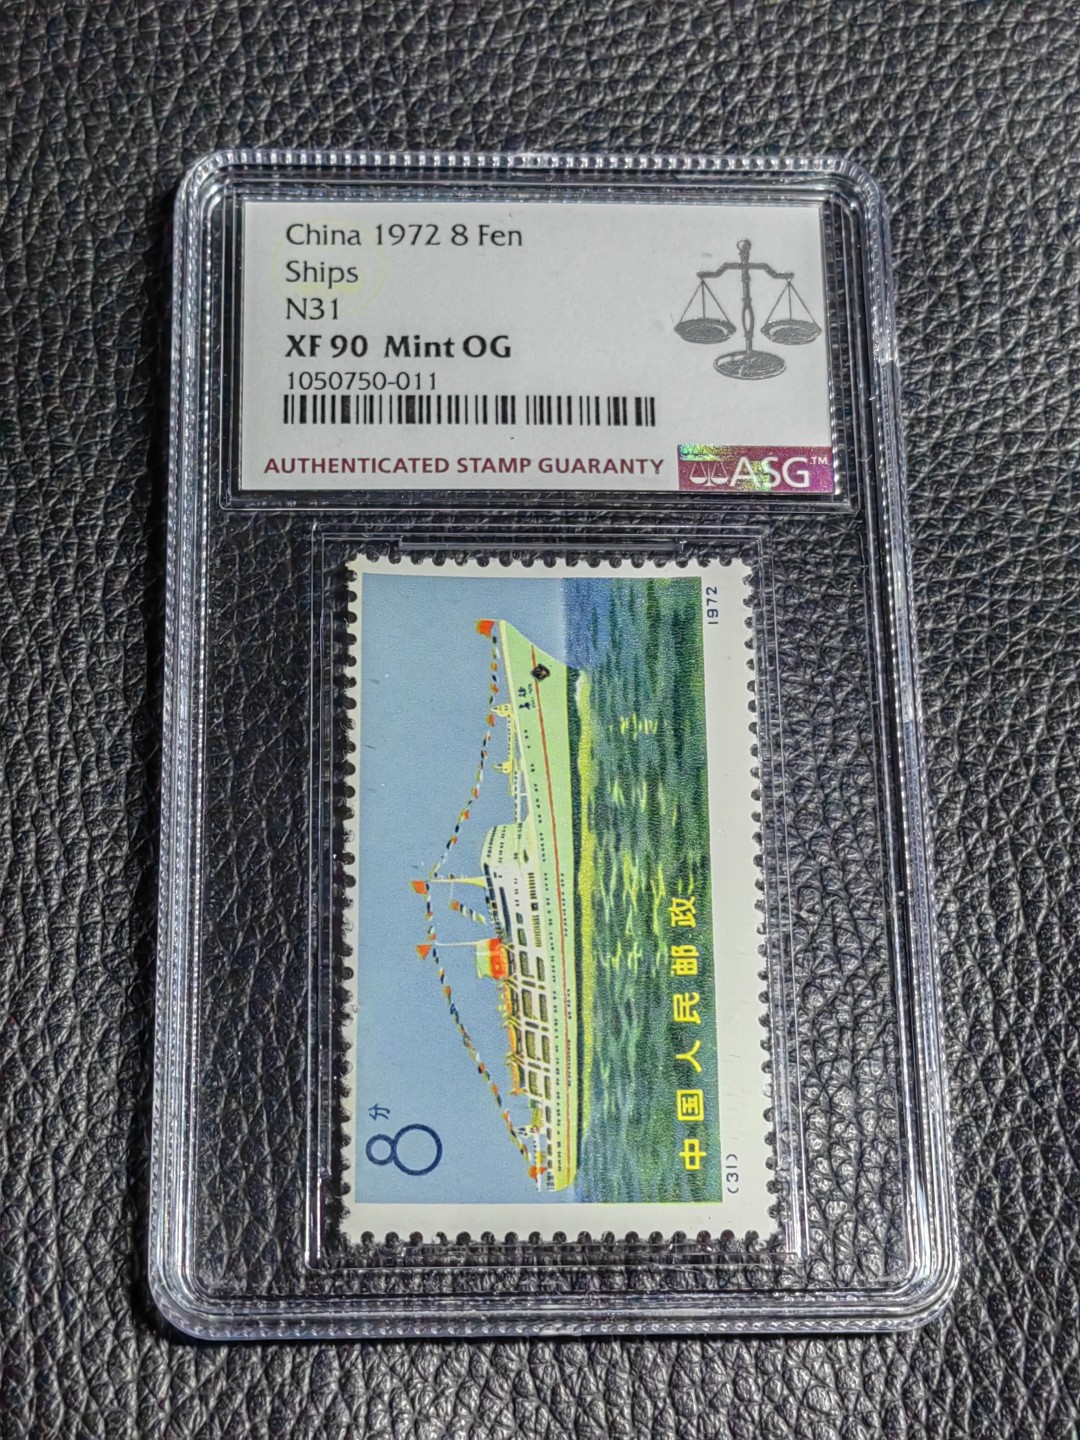 China 1972 8 Fen
Ships
N31
XF 90 Mint OG
1050750-011
AUTHENTICATED STAMP GUARANTY
ASG™
8分
中国人民邮政
(31)
1972